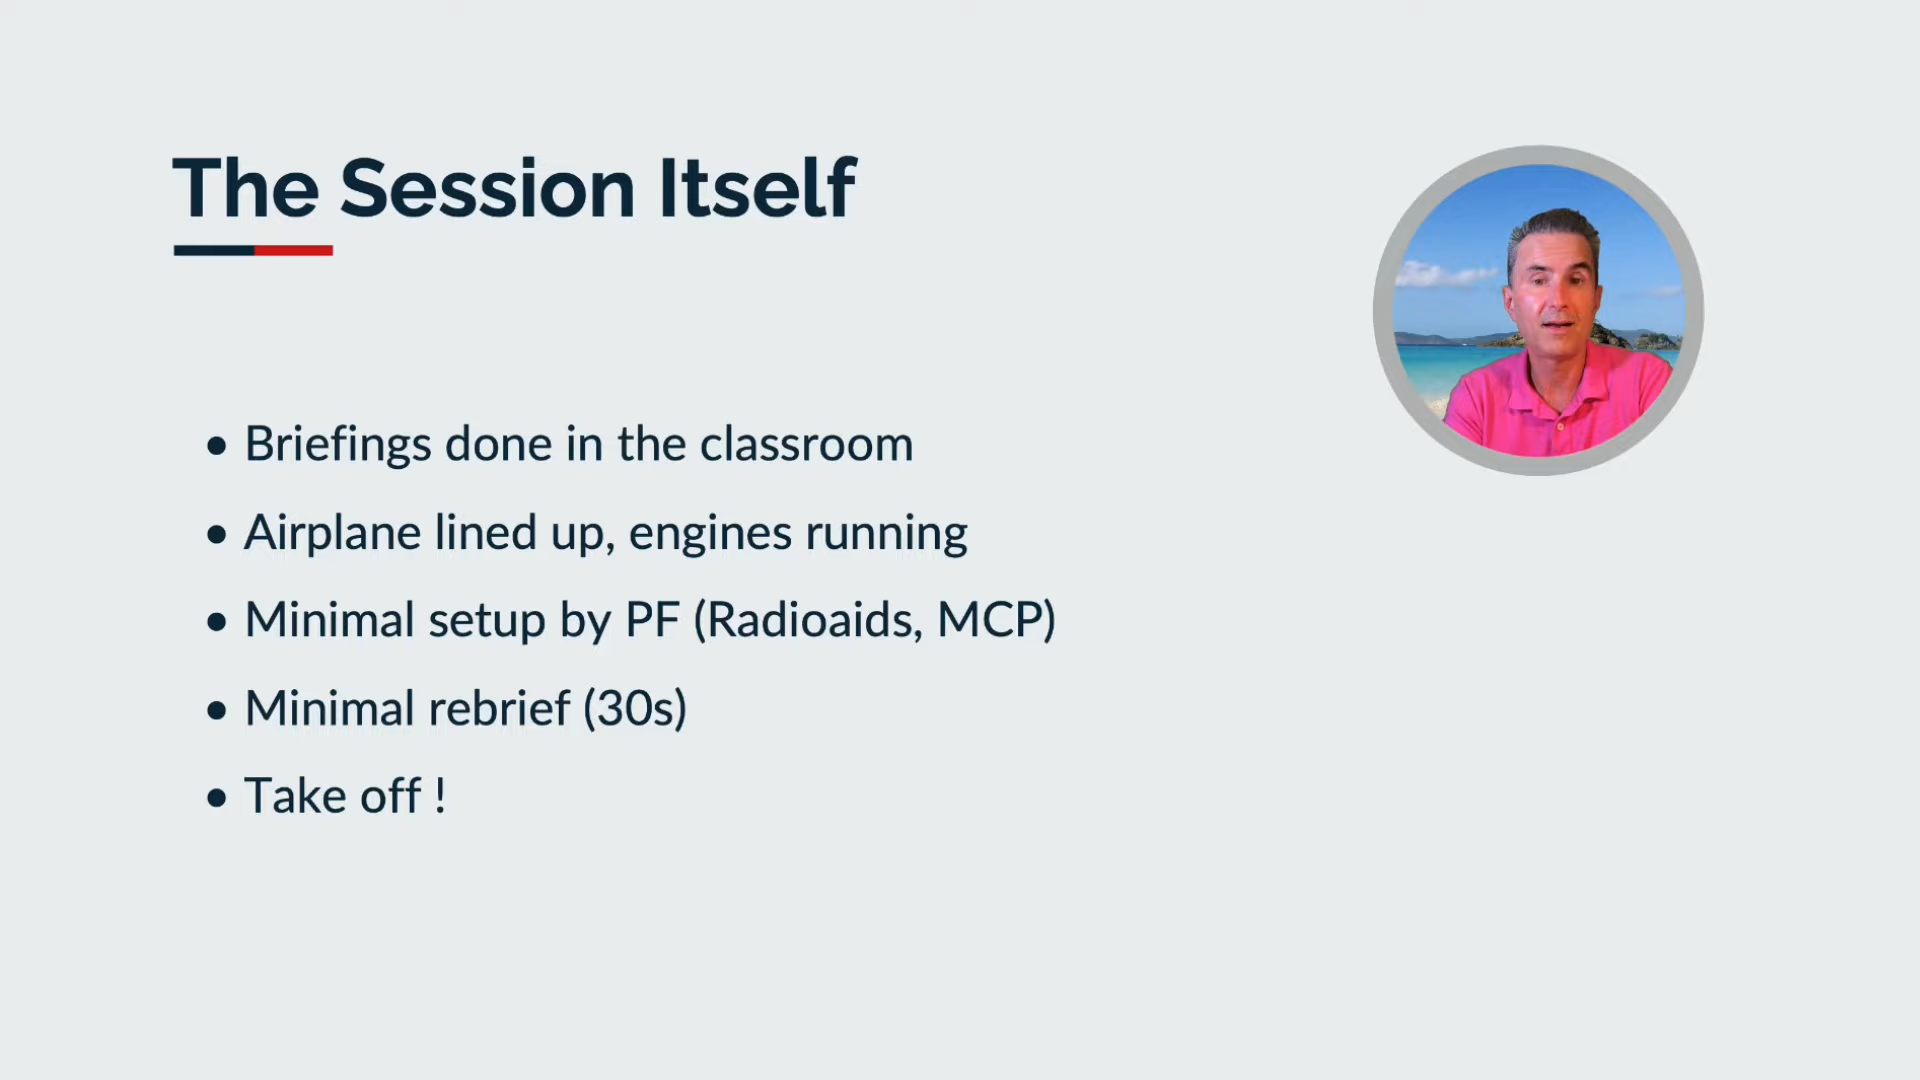 The Session Itself
• Briefings done in the classroom
• Airplane lined up, engines running
• Minimal setup by PF (Radioaids, MCP)
• Minimal rebrief (30s)
• Take off !